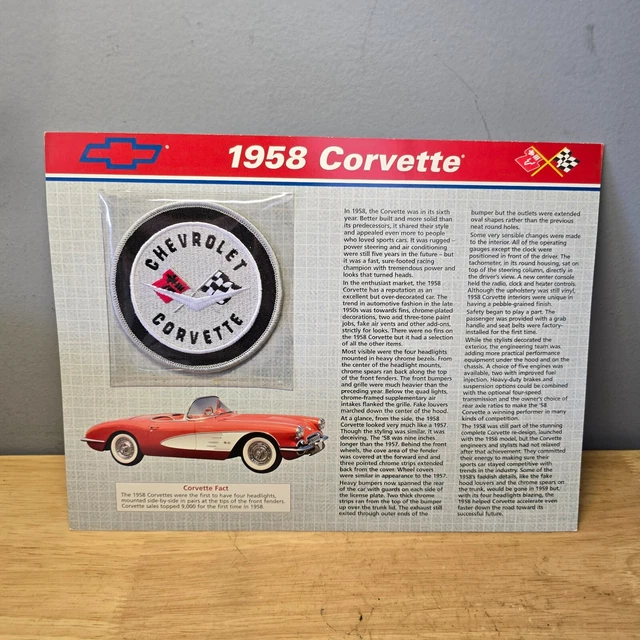 1958 Corvette®
CHEVROLET
CORVETTE
Corvette Fact
The 1958 Corvettes were the first to have four headlights,
mounted side-by-side in pairs at the tips of the front fenders.
Corvette sales topped 9,000 for the first time in 1958.
In 1958, the Corvette was in its sixth
year. Better built and more solid than
its predecessors, it shared their style
and appealed even more to people
who loved sports cars. It was rugged –
power steering and air conditioning
were still five years in the future – but
it was a fast, sure-footed racing
champion with tremendous power and
looks that turned heads.
In the enthusiast market, the 1958
Corvette has a reputation as an
excellent but over-decorated car. The
trend in automotive fashion in the late
1950s was towards fins, chrome-plated
decorations, two and three-tone paint
jobs, fake air vents and other add-ons,
strictly for looks. There were no fins on
the 1958 Corvette but it had a selection
of all the other items.
Most visible were the four headlights
mounted in heavy chrome bezels. From
the center of the headlight mounts,
chrome spears ran back along the top
of the front fenders. The front bumpers
and grille were much heavier than the
preceding year. Below the quad lights,
chrome-framed supplementary air
intakes flanked the grille. Fake louvers
marched down the center of the hood.
At a glance, from the side, the 1958
Corvette looked very much like a 1957.
Though the styling was similar, it was
deceiving. The '58 was nine inches
longer than the 1957. Behind the front
wheels, the cove area of the fender
was covered at the forward end and
three pointed chrome strips extended
back from the cover. Wheel covers
were similar in appearance to the 1957.
Heavy bumpers now spanned the rear
of the car with guards on each side of
the license plate. Two thick chrome
strips ran from the top of the bumper
up over the trunk lid. The exhaust still
exited through outer ends of the
bumper but the outlets were extended
oval shapes rather than the previous
neat round holes.
Some very sensible changes were made
to the interior. All of the operating
gauges except the clock were
positioned in front of the driver. The
tachometer, in its round housing, sat on
top of the steering column, directly in
the driver's view. A new center console
held the radio, clock and heater controls.
Although the upholstery was still vinyl,
1958 Corvette interiors were unique in
having a pebble-grained finish.
Safety began to play a part. The
passenger was provided with a grab
handle and seat belts were factory-
installed for the first time.
While the stylists decorated the
exterior, the engineering team was
adding more practical performance
equipment under the hood and on the
chassis. A choice of five engines was
available, two with improved fuel
injection. Heavy-duty brakes and
suspension options could be combined
with the optional four-speed
transmission and the owner's choice of
rear axle ratios to make the '58
Corvette a winning performer in many
kinds of competition.
The 1958 was still part of the stunning
complete Corvette re-design, launched
with the 1956 model, but the Corvette
engineers and stylists had not relaxed
after that achievement. They committed
their energy to making sure their
sports car stayed competitive with
trends in the industry. Some of the
1958's faddish details, like the fake
hood louvers and the chrome spears on
the trunk, would be gone in 1959 but,
with its four headlights blazing, the
1958 helped Corvette accelerate even
faster down the road toward its
successful future.